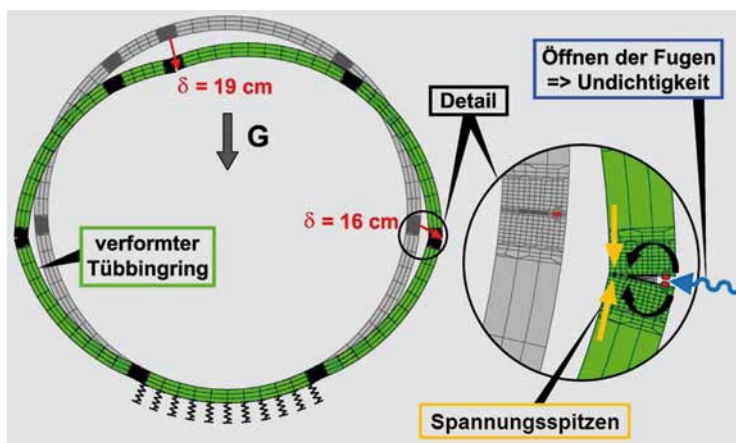 Öffnen der Fugen
=> Undichtigkeit
δ = 19 cm
Detail
G
δ = 16 cm
verformter
Tübbingring
Spannungsspitzen